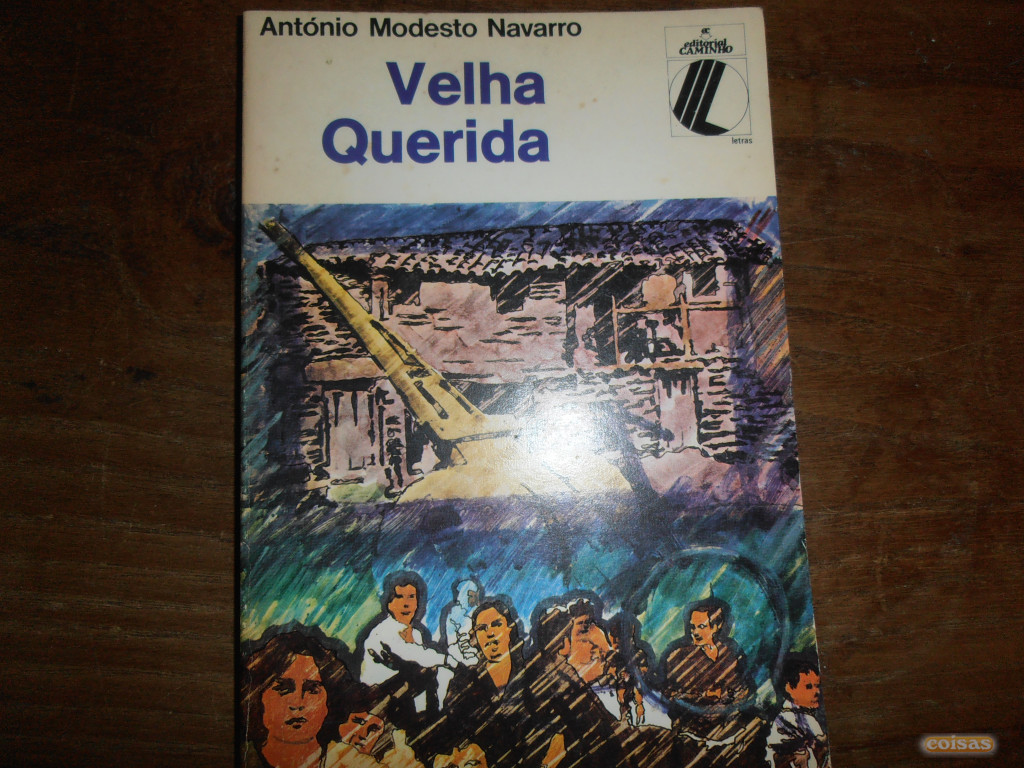 António Modesto Navarro
Velha
Querida
editorial
CAMINHO
letras
coisas